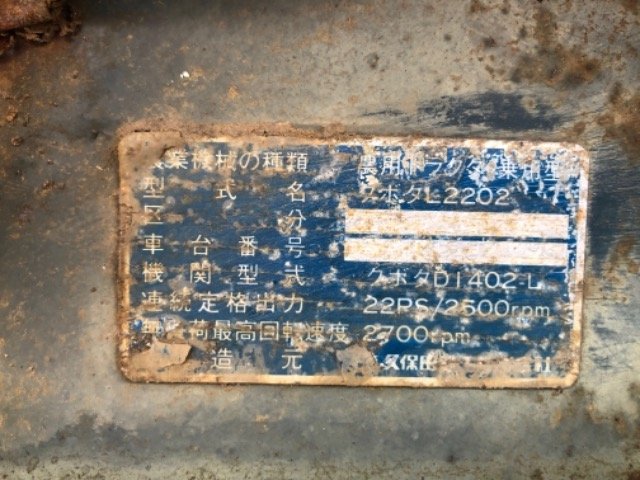 業機械の種類 用トラクタ 乗用型
型式名 クボタL2202
区分
車台番号
機関型式 クボタD1402-L
連続定格出力 22PS/2500rpm
荷最高回転速度 2700rpm
造元 久保田 社